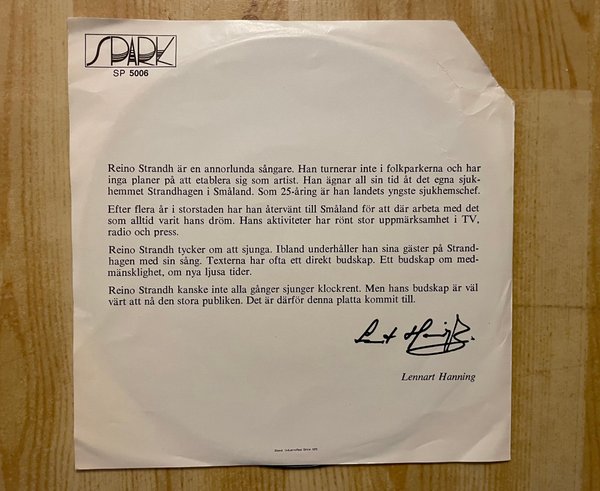 SPARK
SP 5006
Reino Strandh är en annorlunda sångare. Han turnerar inte i folkparkerna och har
inga planer på att etablera sig som artist. Han ägnar all sin tid åt det egna sjuk-
hemmet Strandhagen i Småland. Som 25-åring är han landets yngste sjukhemschef.
Efter flera år i storstaden har han återvänt till Småland för att där arbeta med det
som alltid varit hans dröm. Hans aktiviteter har rönt stor uppmärksamhet i TV,
radio och press.
Reino Strandh tycker om att sjunga. Ibland underhåller han sina gäster på Strand-
hagen med sin sång. Texterna har ofta ett direkt budskap. Ett budskap om med-
mänsklighet, om nya ljusa tider.
Reino Strandh kanske inte alla gånger sjunger klockrent. Men hans budskap är väl
värt att nå den stora publiken. Det är därför denna platta kommit till.
Lennart Hanning